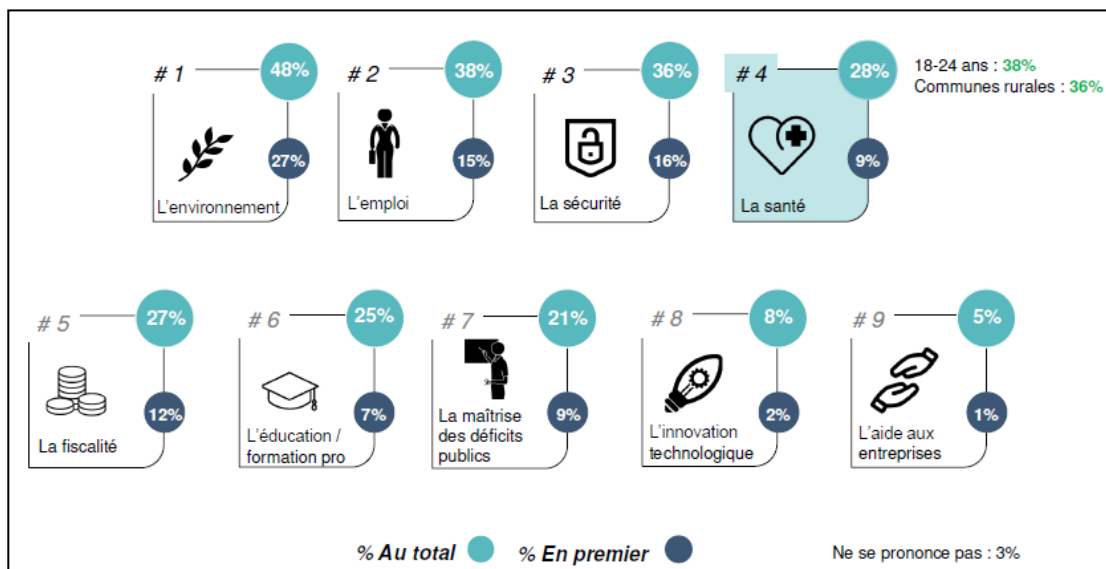 # 1
48%
27%
L'environnement
# 2
38%
15%
L'emploi
# 3
36%
16%
La sécurité
# 4
28%
9%
La santé
18-24 ans : 38%
Communes rurales : 36%
# 5
27%
12%
La fiscalité
# 6
25%
7%
L'éducation /
formation pro
# 7
21%
9%
La maîtrise
des déficits
publics
# 8
8%
2%
L'innovation
technologique
# 9
5%
1%
L'aide aux
entreprises
% Au total
% En premier
Ne se prononce pas : 3%